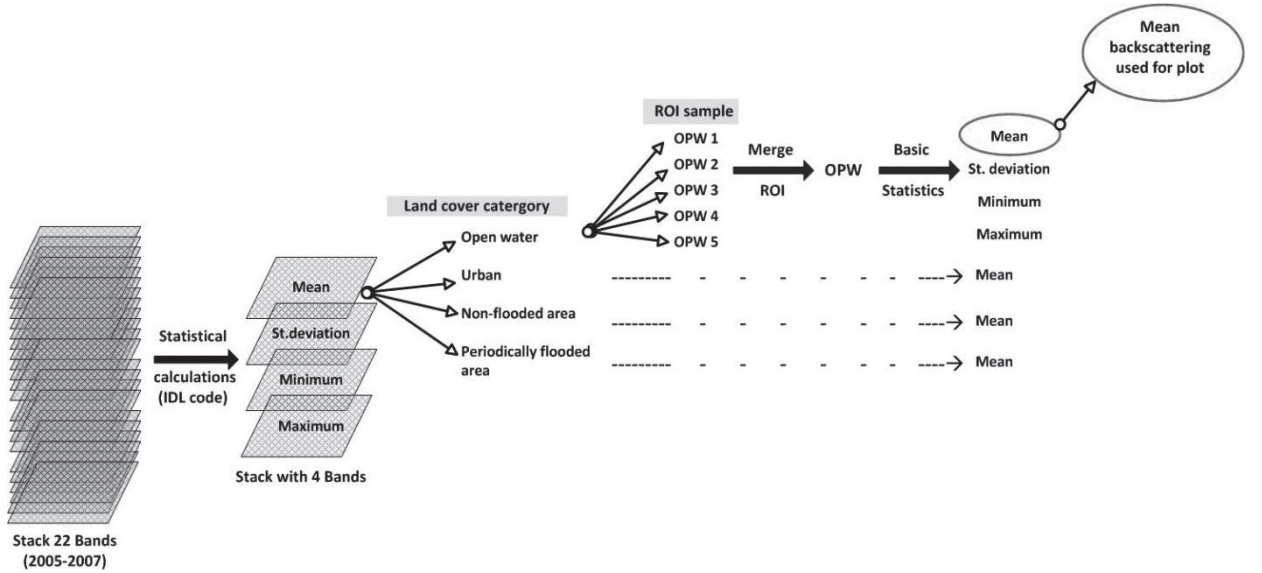 Stack 22 Bands
(2005-2007)
Statistical
calculations
(IDL code)
Mean
St.deviation
Minimum
Maximum
Stack with 4 Bands
Land cover catergory
Open water
Urban
Non-flooded area
Periodically flooded
area
ROI sample
OPW 1
OPW 2
OPW 3
OPW 4
OPW 5
Merge
ROI
OPW
Basic
Statistics
Mean
St. deviation
Minimum
Maximum
Mean
Mean
Mean
Mean
backscattering
used for plot